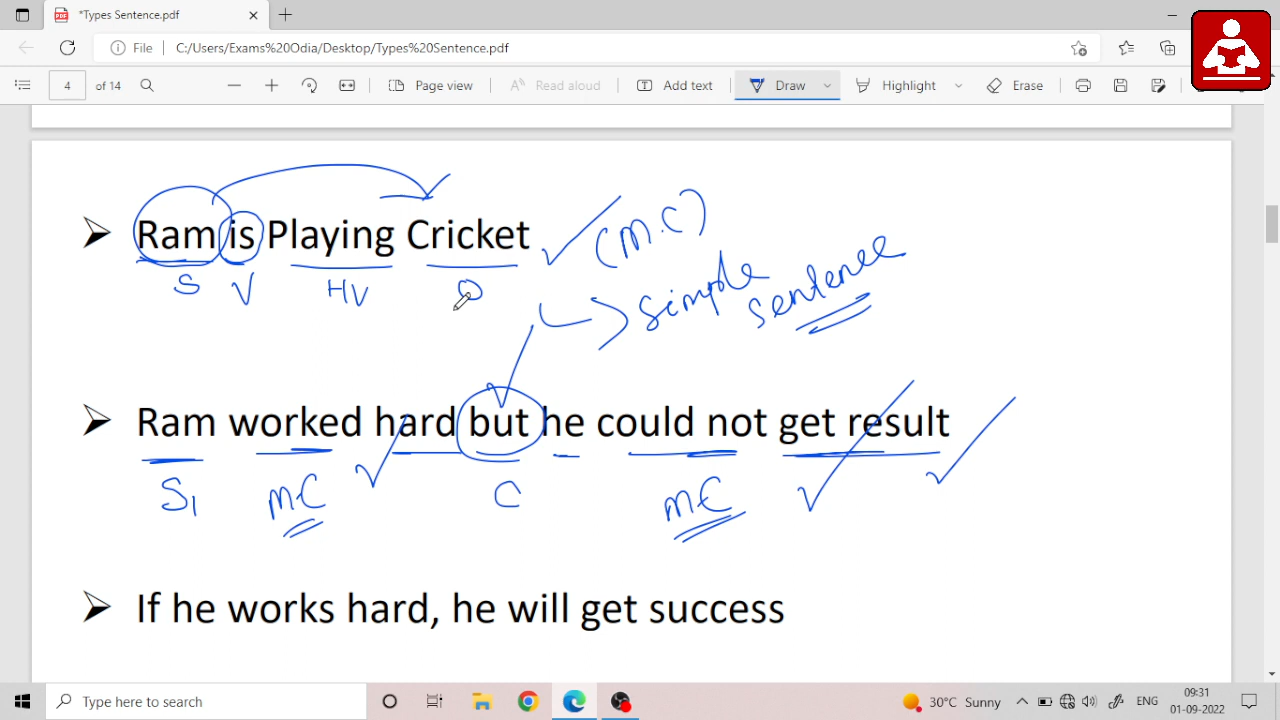 *Types Sentence.pdf
File C:/Users/Exams%20Odia/Desktop/Types%20Sentence.pdf
4 of 14 Page view Read aloud Add text Draw Highlight Erase
Ram is Playing Cricket (M.C)
S V HV O
Simple
Sentence
Ram worked hard but he could not get result
S1 MC C MC
If he works hard, he will get success
Type here to search 30°C Sunny ENG 09:31
01-09-2022